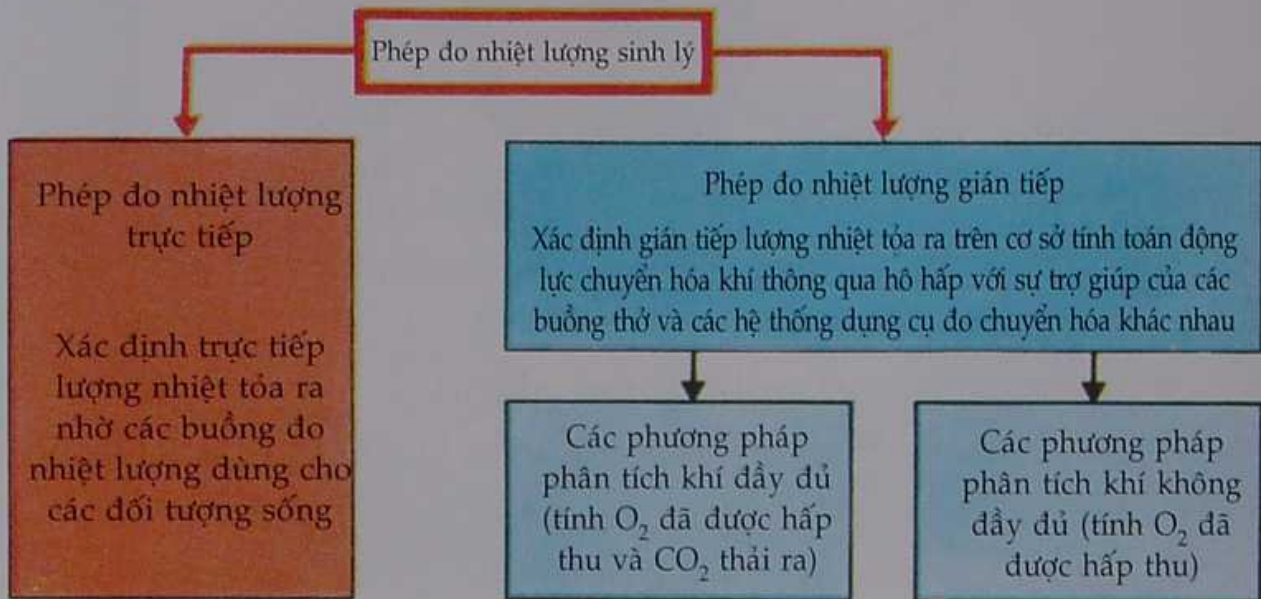 Phép đo nhiệt lượng sinh lý
Phép đo nhiệt lượng
trực tiếp
Xác định trực tiếp
lượng nhiệt tỏa ra
nhờ các buồng đo
nhiệt lượng dùng cho
các đối tượng sống
Phép đo nhiệt lượng gián tiếp
Xác định gián tiếp lượng nhiệt tỏa ra trên cơ sở tính toán động
lực chuyển hóa khí thông qua hô hấp với sự trợ giúp của các
buồng thở và các hệ thống dụng cụ đo chuyển hóa khác nhau
Các phương pháp
phân tích khí đầy đủ
(tính O₂ đã được hấp
thu và CO₂ thải ra)
Các phương pháp
phân tích khí không
đầy đủ (tính O₂ đã
được hấp thu)